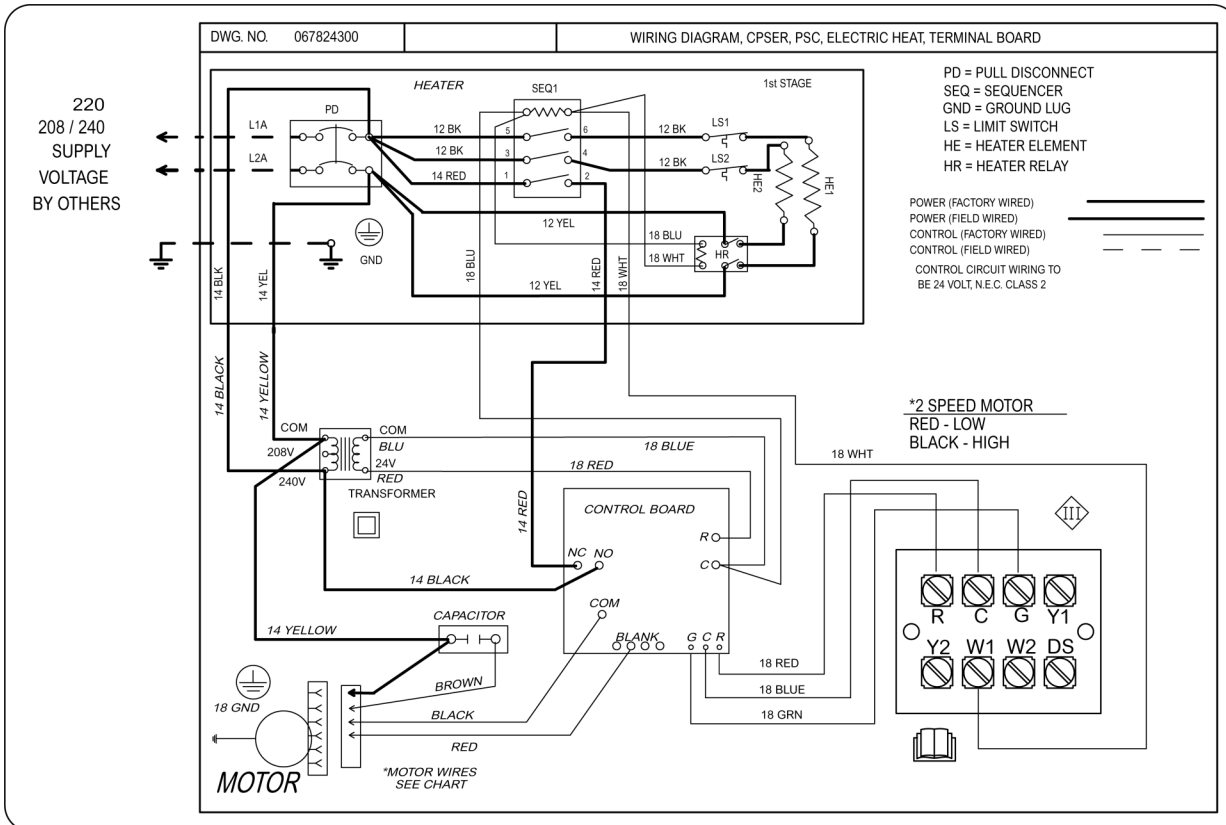 DWG. NO. 067824300
WIRING DIAGRAM, CPSER, PSC, ELECTRIC HEAT, TERMINAL BOARD
220
208 / 240
SUPPLY
VOLTAGE
BY OTHERS
HEATER
SEQ1
1st STAGE
PD
L1A
L2A
12 BK
12 BK
14 RED
5
3
1
6
4
2
12 BK
12 BK
LS1
LS2
HE2
HE1
12 YEL
18 BLU
18 WHT
HR
12 YEL
GND
14 BLK
14 YEL
18 BLU
14 RED
18 WHT
PD = PULL DISCONNECT
SEQ = SEQUENCER
GND = GROUND LUG
LS = LIMIT SWITCH
HE = HEATER ELEMENT
HR = HEATER RELAY
POWER (FACTORY WIRED)
POWER (FIELD WIRED)
CONTROL (FACTORY WIRED)
CONTROL (FIELD WIRED)
CONTROL CIRCUIT WIRING TO
BE 24 VOLT, N.E.C. CLASS 2
14 BLACK
14 YELLOW
*2 SPEED MOTOR
RED - LOW
BLACK - HIGH
COM
208V
240V
COM
BLU
24V
RED
TRANSFORMER
18 BLUE
18 RED
18 WHT
14 RED
CONTROL BOARD
R
C
NC NO
COM
BLANK
G C R
14 BLACK
14 YELLOW
CAPACITOR
BROWN
BLACK
RED
18 GND
MOTOR
*MOTOR WIRES
SEE CHART
18 RED
18 BLUE
18 GRN
III
R C G Y1
Y2 W1 W2 DS